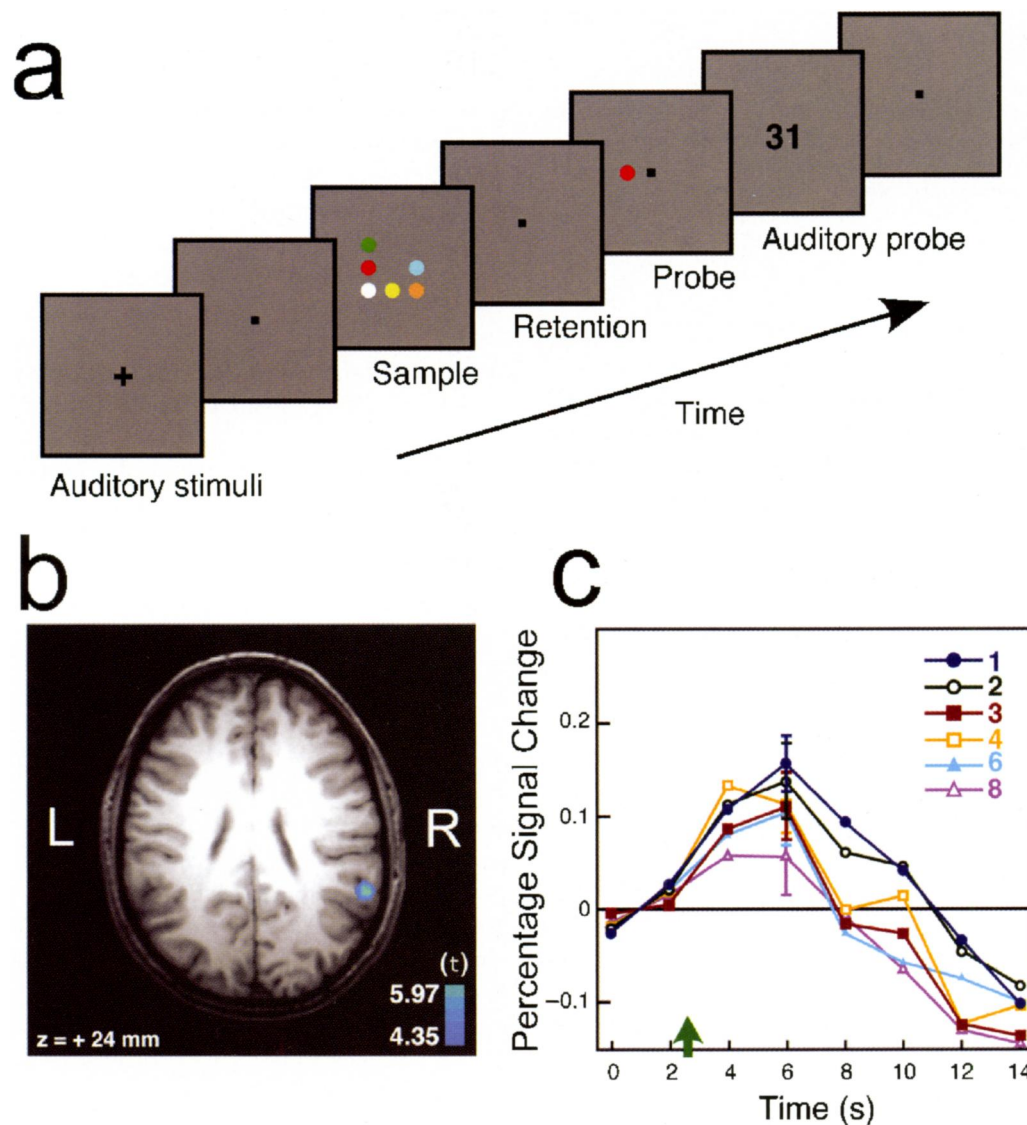 a
31
Auditory probe
Probe
Retention
Sample
Time
Auditory stimuli
b
L
R
(t)
5.97
4.35
z = + 24 mm
c
Percentage Signal Change
0.2
0.1
0
−0.1
1
2
3
4
6
8
0 2 4 6 8 10 12 14
Time (s)